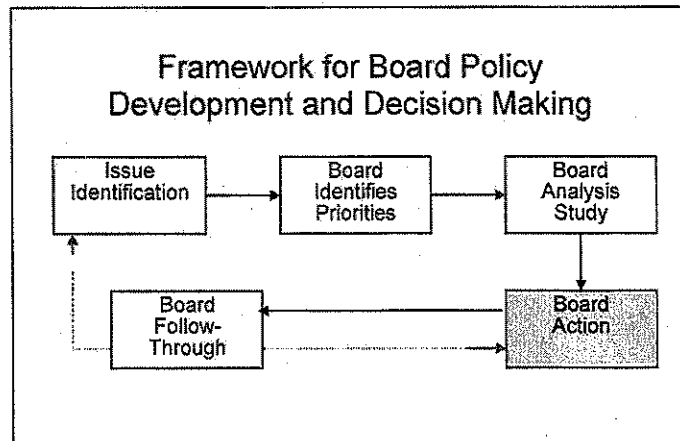 Framework for Board Policy
Development and Decision Making
Issue
Identification
Board
Identifies
Priorities
Board
Analysis
Study
Board
Follow-
Through
Board
Action